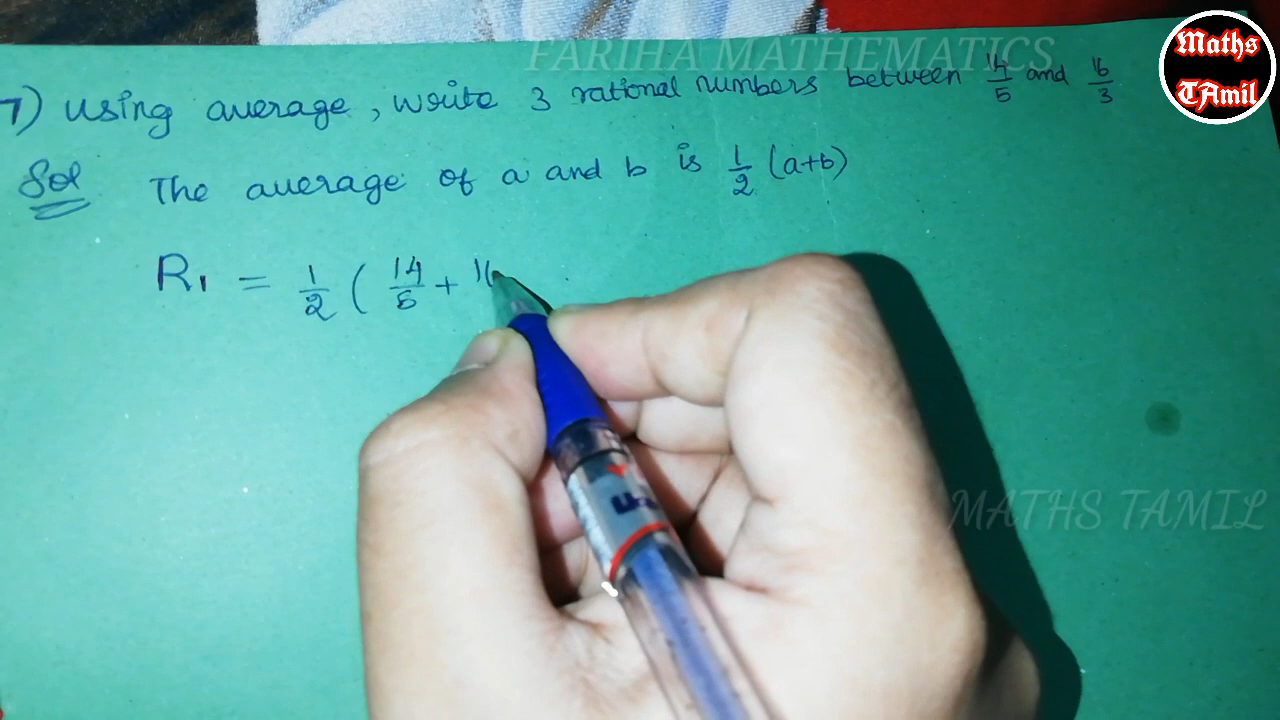 FARIHA MATHEMATICS
Maths
TAmil
7) Using average, write 3 rational numbers between 14/5 and 16/3
Sol The average of a and b is 1/2 (a+b)
R1 = 1/2 ( 14/5 + 16
MATHS TAMIL